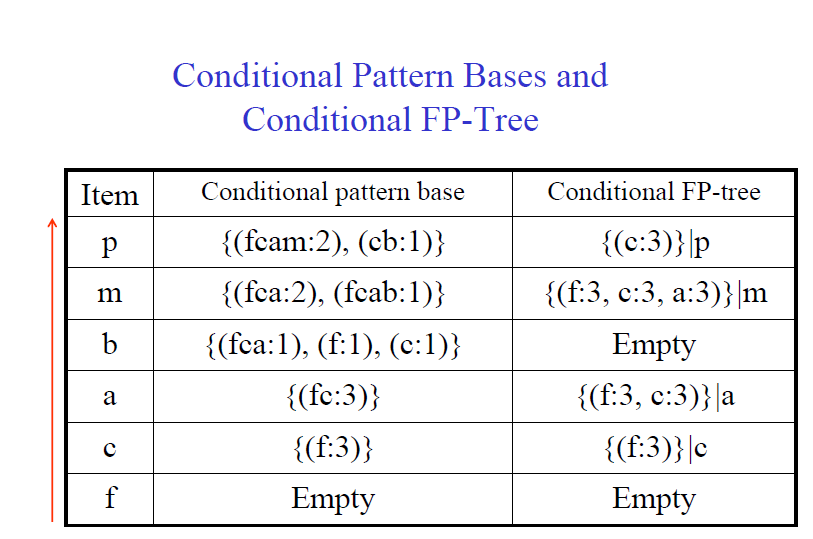 Conditional Pattern Bases and
Conditional FP-Tree
Item Conditional pattern base Conditional FP-tree
p {(fcam:2), (cb:1)} {(c:3)}|p
m {(fca:2), (fcab:1)} {(f:3, c:3, a:3)}|m
b {(fca:1), (f:1), (c:1)} Empty
a {(fc:3)} {(f:3, c:3)}|a
c {(f:3)} {(f:3)}|c
f Empty Empty